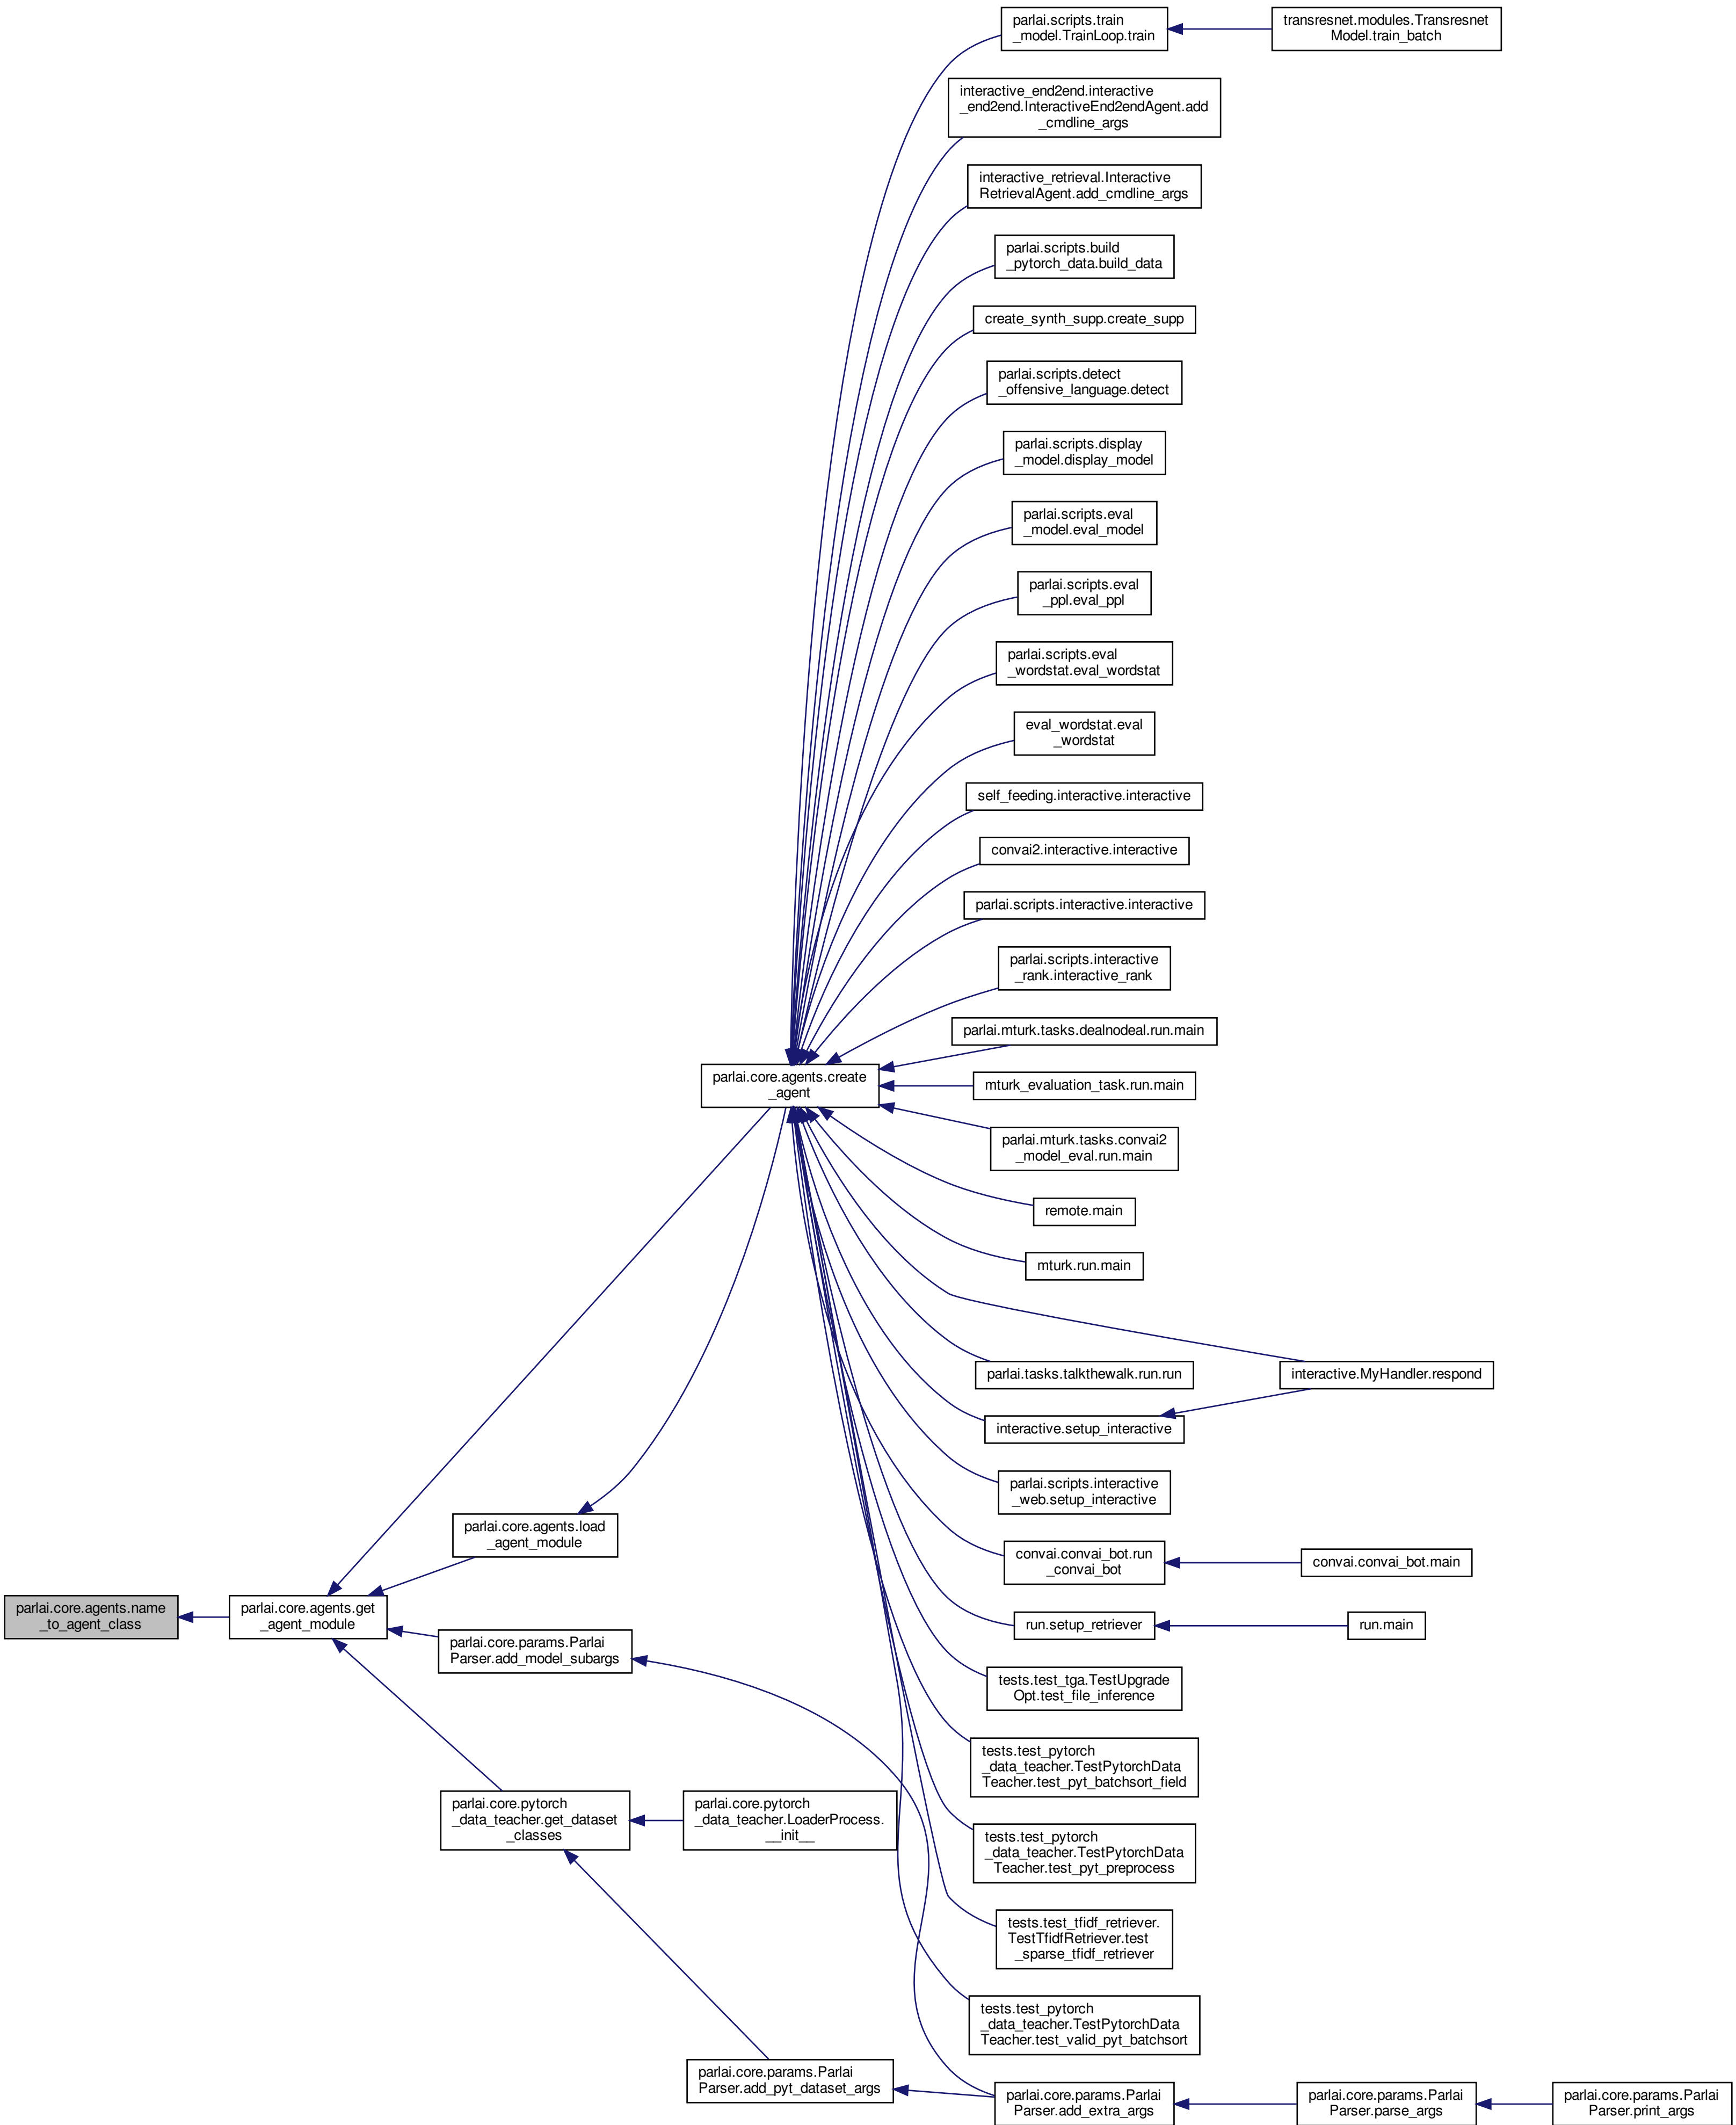 parlai.scripts.train
_model.TrainLoop.train
transresnet.modules.Transresnet
Model.train_batch
interactive_end2end.interactive
_end2end.InteractiveEnd2endAgent.add
_cmdline_args
interactive_retrieval.Interactive
RetrievalAgent.add_cmdline_args
parlai.scripts.build
_pytorch_data.build_data
create_synth_supp.create_supp
parlai.scripts.detect
_offensive_language.detect
parlai.scripts.display
_model.display_model
parlai.scripts.eval
_model.eval_model
parlai.scripts.eval
_ppl.eval_ppl
parlai.scripts.eval
_wordstat.eval_wordstat
eval_wordstat.eval
_wordstat
self_feeding.interactive.interactive
convai2.interactive.interactive
parlai.scripts.interactive.interactive
parlai.scripts.interactive
_rank.interactive_rank
parlai.mturk.tasks.dealnodeal.run.main
parlai.core.agents.create
_agent
mturk_evaluation_task.run.main
parlai.mturk.tasks.convai2
_model_eval.run.main
remote.main
mturk.run.main
parlai.tasks.talkthewalk.run.run
interactive.MyHandler.respond
interactive.setup_interactive
parlai.scripts.interactive
_web.setup_interactive
parlai.core.agents.load
_agent_module
convai.convai_bot.run
_convai_bot
convai.convai_bot.main
parlai.core.agents.name
_to_agent_class
parlai.core.agents.get
_agent_module
run.setup_retriever
run.main
parlai.core.params.Parlai
Parser.add_model_subargs
tests.test_tga.TestUpgrade
Opt.test_file_inference
tests.test_pytorch
_data_teacher.TestPytorchData
Teacher.test_pyt_batchsort_field
parlai.core.pytorch
_data_teacher.get_dataset
_classes
parlai.core.pytorch
_data_teacher.LoaderProcess.
__init__
tests.test_pytorch
_data_teacher.TestPytorchData
Teacher.test_pyt_preprocess
tests.test_tfidf_retriever.
TestTfidfRetriever.test
_sparse_tfidf_retriever
tests.test_pytorch
_data_teacher.TestPytorchData
Teacher.test_valid_pyt_batchsort
parlai.core.params.Parlai
Parser.add_pyt_dataset_args
parlai.core.params.Parlai
Parser.add_extra_args
parlai.core.params.Parlai
Parser.parse_args
parlai.core.params.Parlai
Parser.print_args